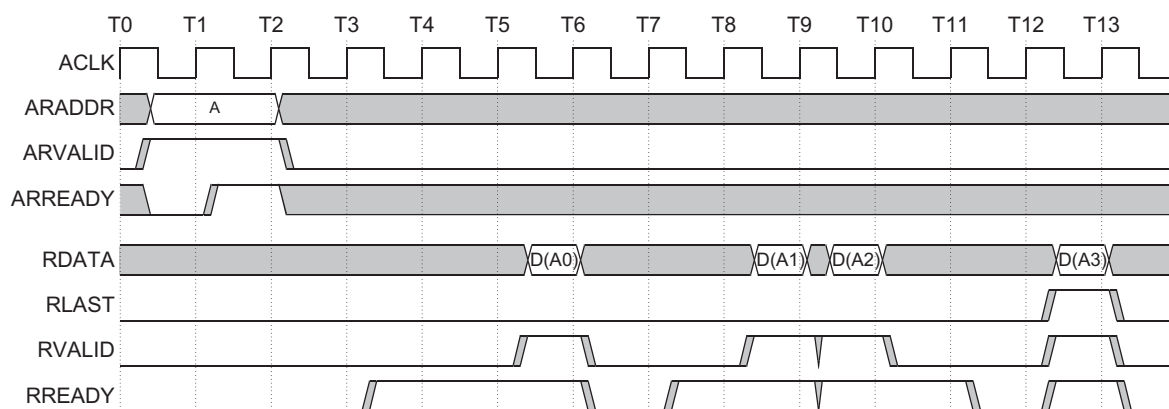 T0 T1 T2 T3 T4 T5 T6 T7 T8 T9 T10 T11 T12 T13
ACLK
ARADDR A
ARVALID
ARREADY
RDATA D(A0) D(A1) D(A2) D(A3)
RLAST
RVALID
RREADY